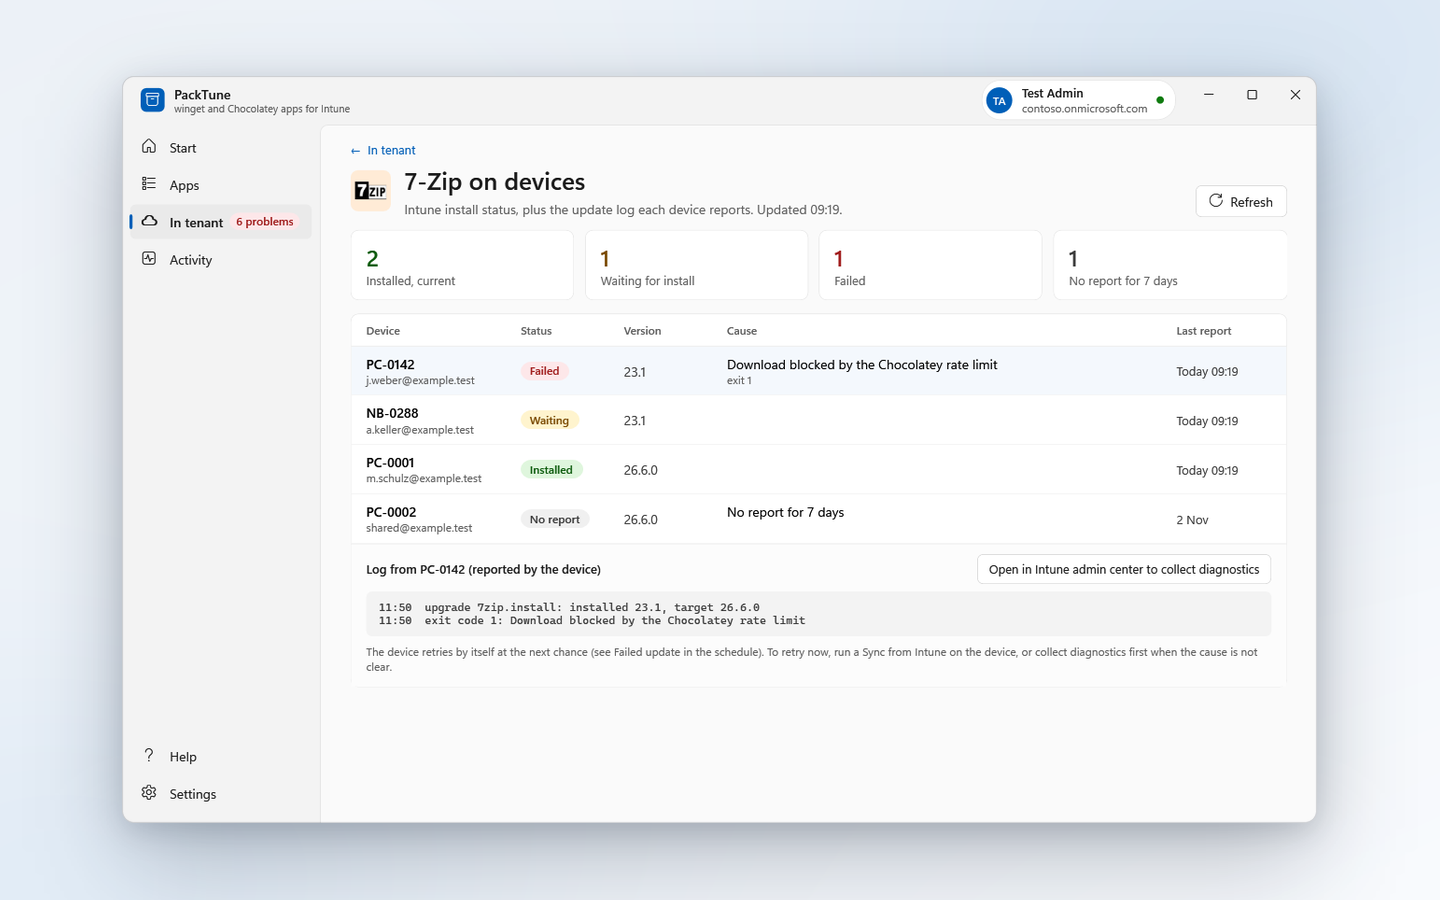 PackTune
winget and Chocolatey apps for Intune
TA
Test Admin
contoso.onmicrosoft.com
Start
Apps
In tenant
6 problems
Activity
Help
Settings
← In tenant
7ZIP
7-Zip on devices
Intune install status, plus the update log each device reports. Updated 09:19.
Refresh
2
Installed, current
1
Waiting for install
1
Failed
1
No report for 7 days
Device Status Version Cause Last report
PC-0142
j.weber@example.test
Failed
23.1
Download blocked by the Chocolatey rate limit
exit 1
Today 09:19
NB-0288
a.keller@example.test
Waiting
23.1
Today 09:19
PC-0001
m.schulz@example.test
Installed
26.6.0
Today 09:19
PC-0002
shared@example.test
No report
26.6.0
No report for 7 days
2 Nov
Log from PC-0142 (reported by the device)
Open in Intune admin center to collect diagnostics
11:50 upgrade 7zip.install: installed 23.1, target 26.6.0
11:50 exit code 1: Download blocked by the Chocolatey rate limit
The device retries by itself at the next chance (see Failed update in the schedule). To retry now, run a Sync from Intune on the device, or collect diagnostics first when the cause is not
clear.